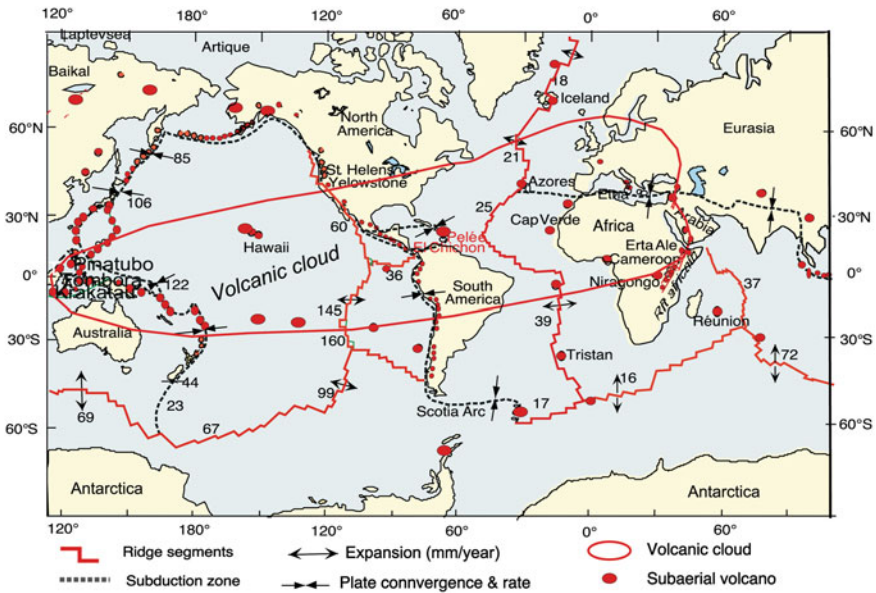 120° 180° 120° 60° 0° 60°
Laptevsea
Artique
Baikal
18
Iceland
North
America
60°N 60°
Eurasia
85
21
St. Helens
Yellowstone
Azores
Etna
106
25
30°N 30°
60
Cap Verde
Africa
Arabia
Pelée
El Chichon
Hawaii
Erta Ale
Cameroon
Pinatubo
Volcanic cloud
36
0° 0°
Tombora
Krakatau
122
Niragongo
Rift african
37
South
America
145
39
Réunion
Australia
30°S 30°S
160
Tristan
72
44
99
16
23
69
17
Scotia Arc
67
60°S 60°S
Antarctica
Antarctica
120° 180° 120° 60° 0° 60°
Ridge segments
Expansion (mm/year)
Volcanic cloud
Subduction zone
Plate connvergence & rate
Subaerial volcano